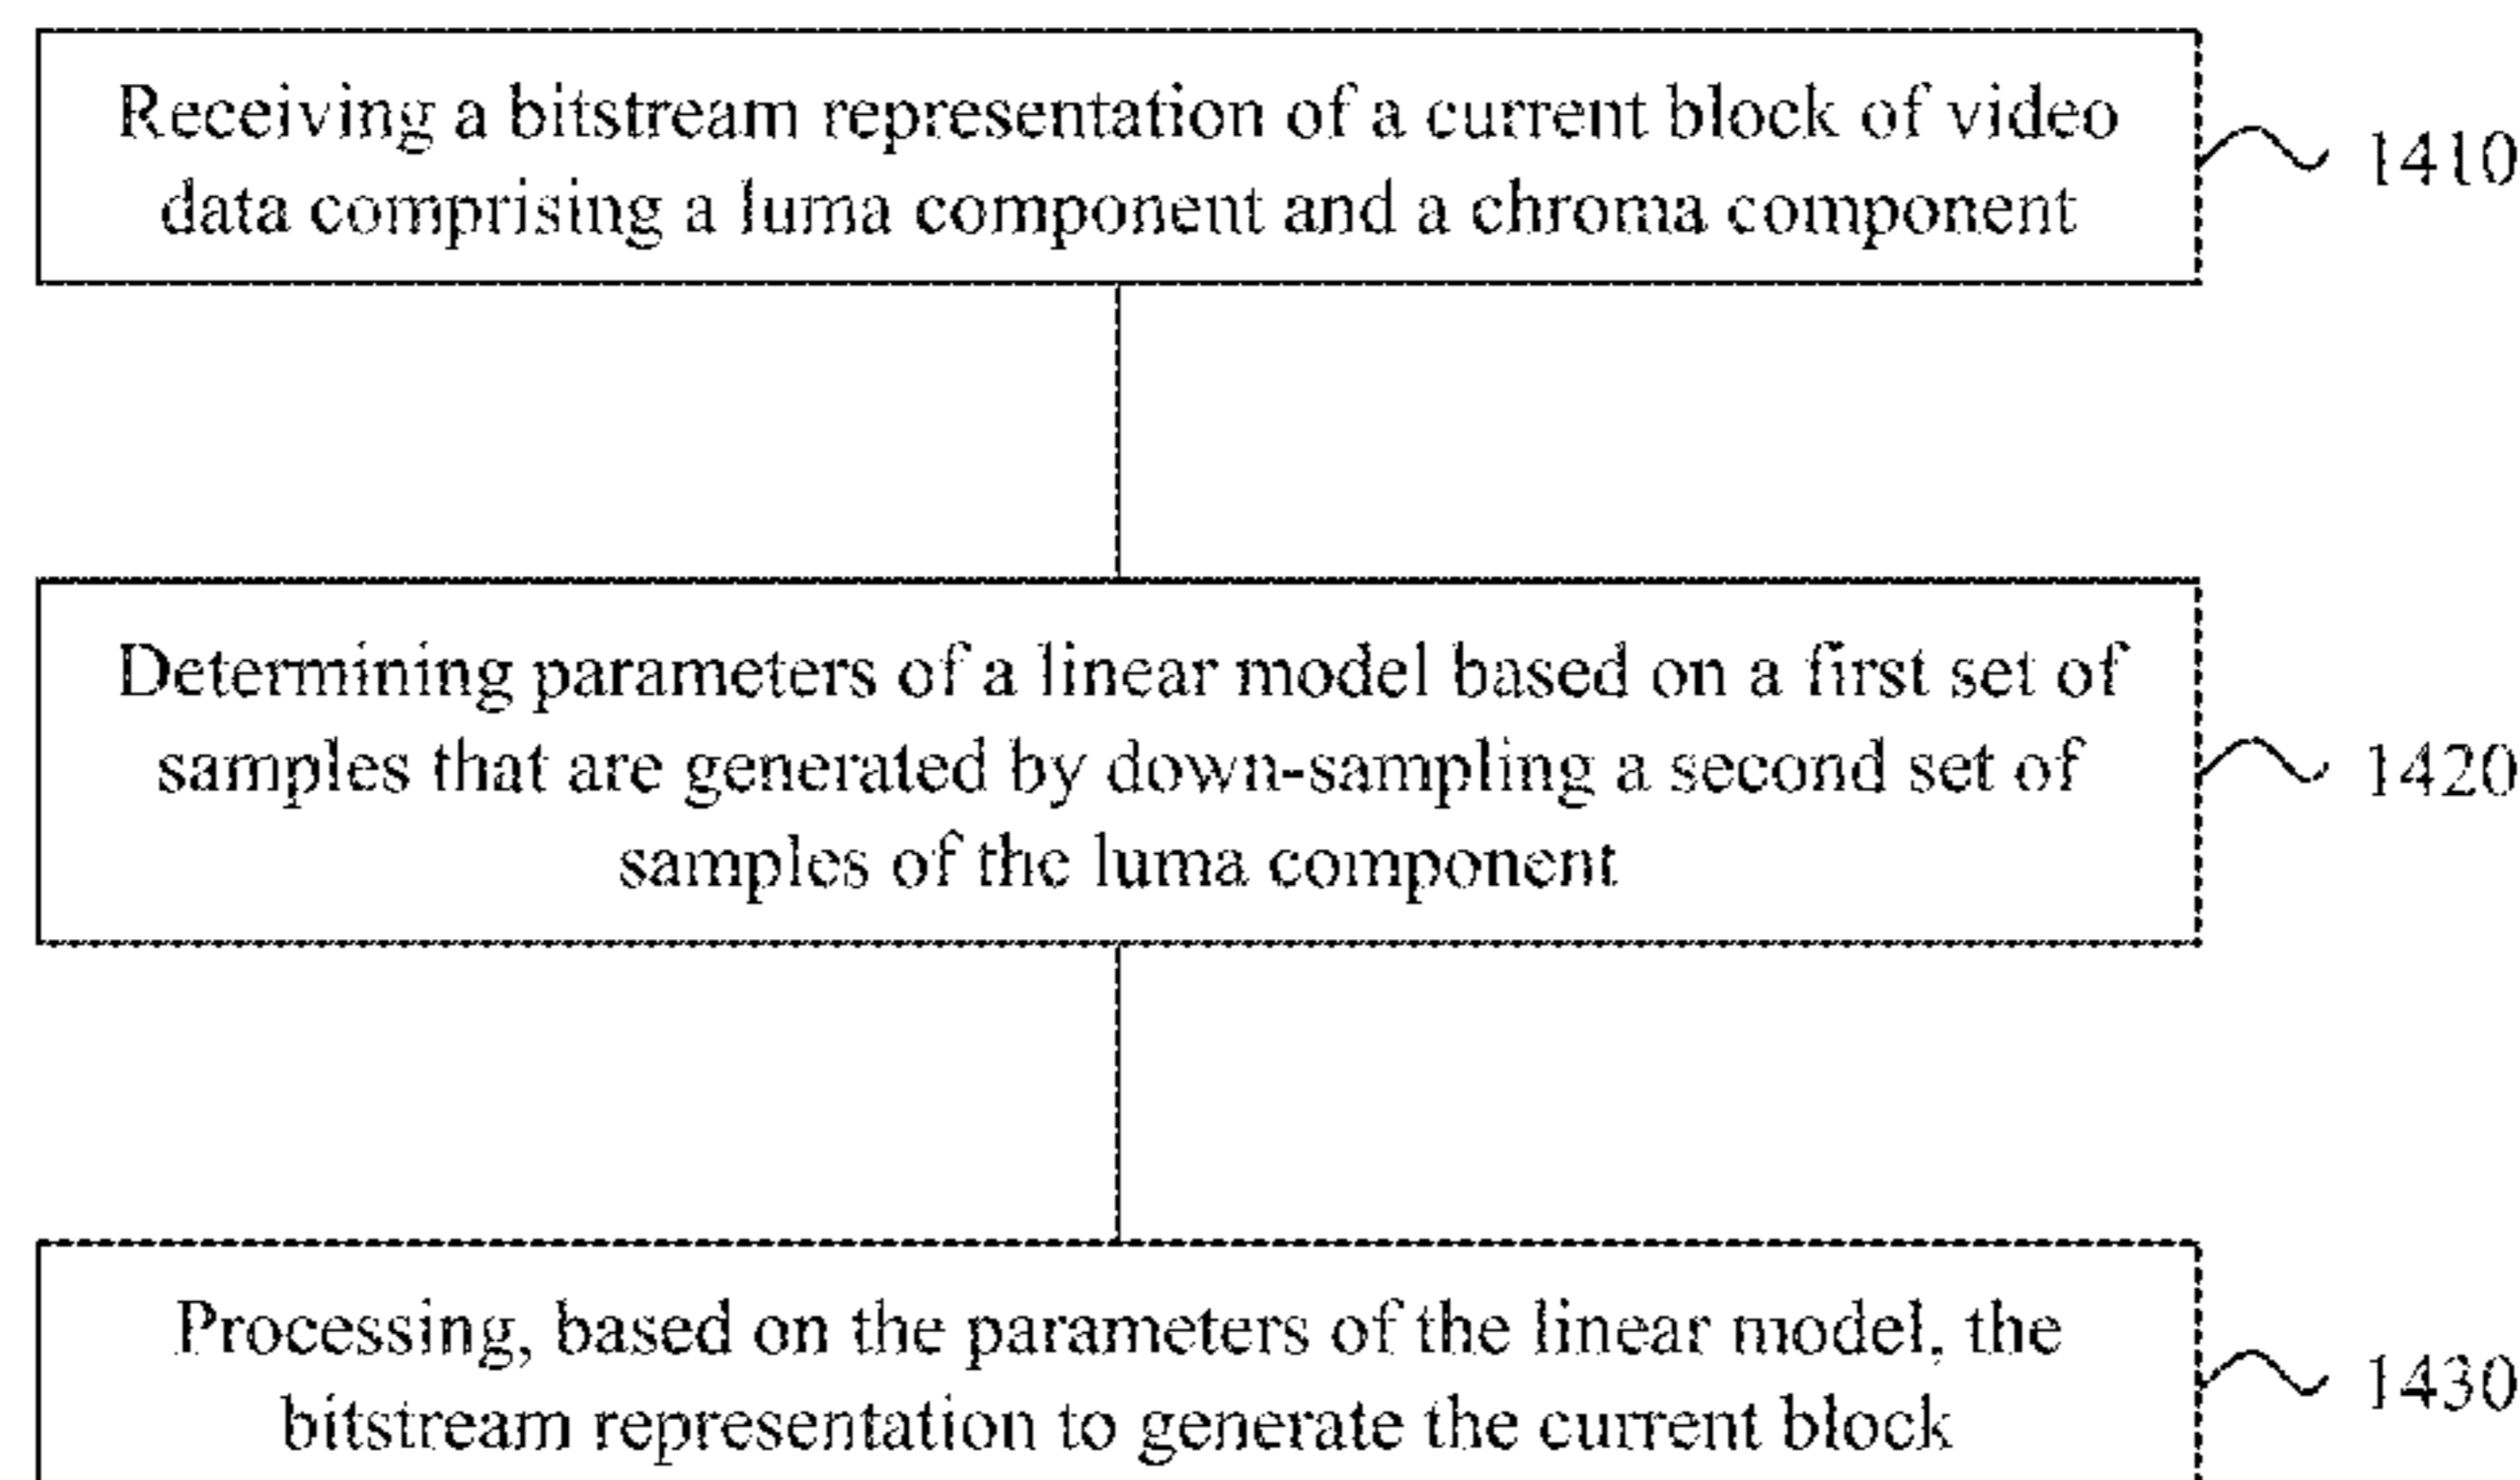 Receiving a bitstream representation of a current block of video
data comprising a luma component and a chroma component
1410
Determining parameters of a linear model based on a first set of
samples that are generated by down-sampling a second set of
samples of the luma component
1420
Processing, based on the parameters of the linear model, the
bitstream representation to generate the current block
1430